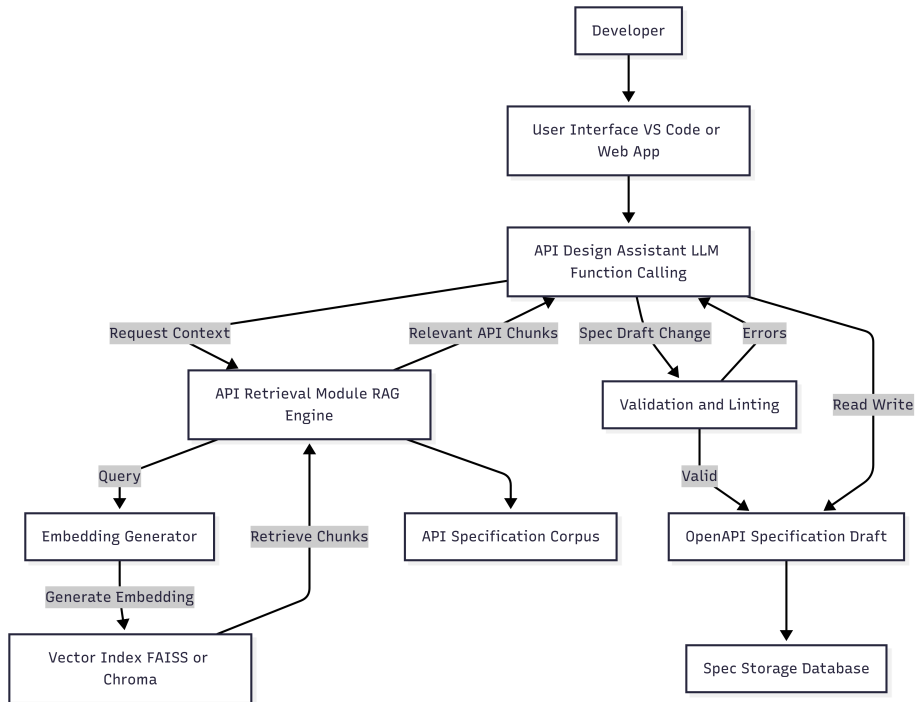 Developer
User Interface VS Code or
Web App
API Design Assistant LLM
Function Calling
Request Context
Relevant API Chunks
Spec Draft Change
Errors
API Retrieval Module RAG
Engine
Validation and Linting
Read Write
Query
Valid
Embedding Generator
Retrieve Chunks
API Specification Corpus
OpenAPI Specification Draft
Generate Embedding
Vector Index FAISS or
Chroma
Spec Storage Database